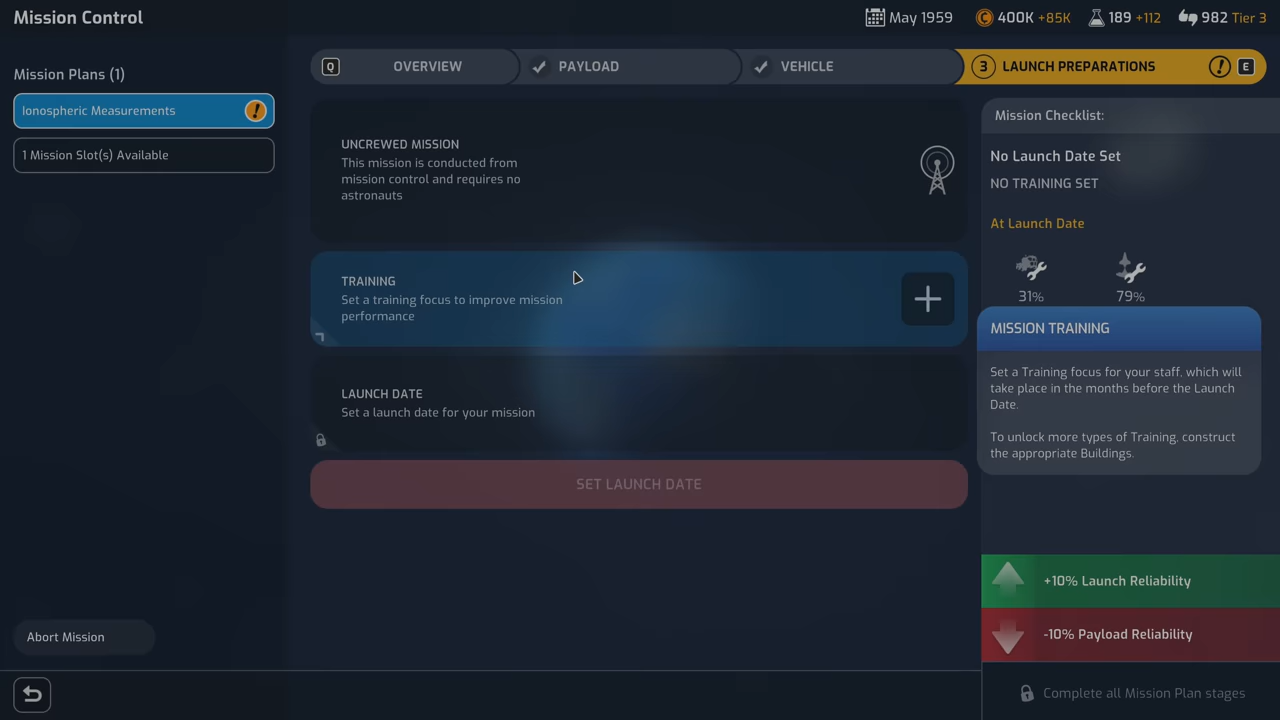 Mission Control
May 1959
400K +85K
189 +112
982 Tier 3
Mission Plans (1)
Ionospheric Measurements
1 Mission Slot(s) Available
Q
OVERVIEW
PAYLOAD
VEHICLE
3
LAUNCH PREPARATIONS
E
UNCREWED MISSION
This mission is conducted from
mission control and requires no
astronauts
TRAINING
Set a training focus to improve mission
performance
LAUNCH DATE
Set a launch date for your mission
SET LAUNCH DATE
Mission Checklist:
No Launch Date Set
NO TRAINING SET
At Launch Date
31%
79%
MISSION TRAINING
Set a Training focus for your staff, which will
take place in the months before the Launch
Date.
To unlock more types of Training, construct
the appropriate Buildings.
+10% Launch Reliability
-10% Payload Reliability
Complete all Mission Plan stages
Abort Mission